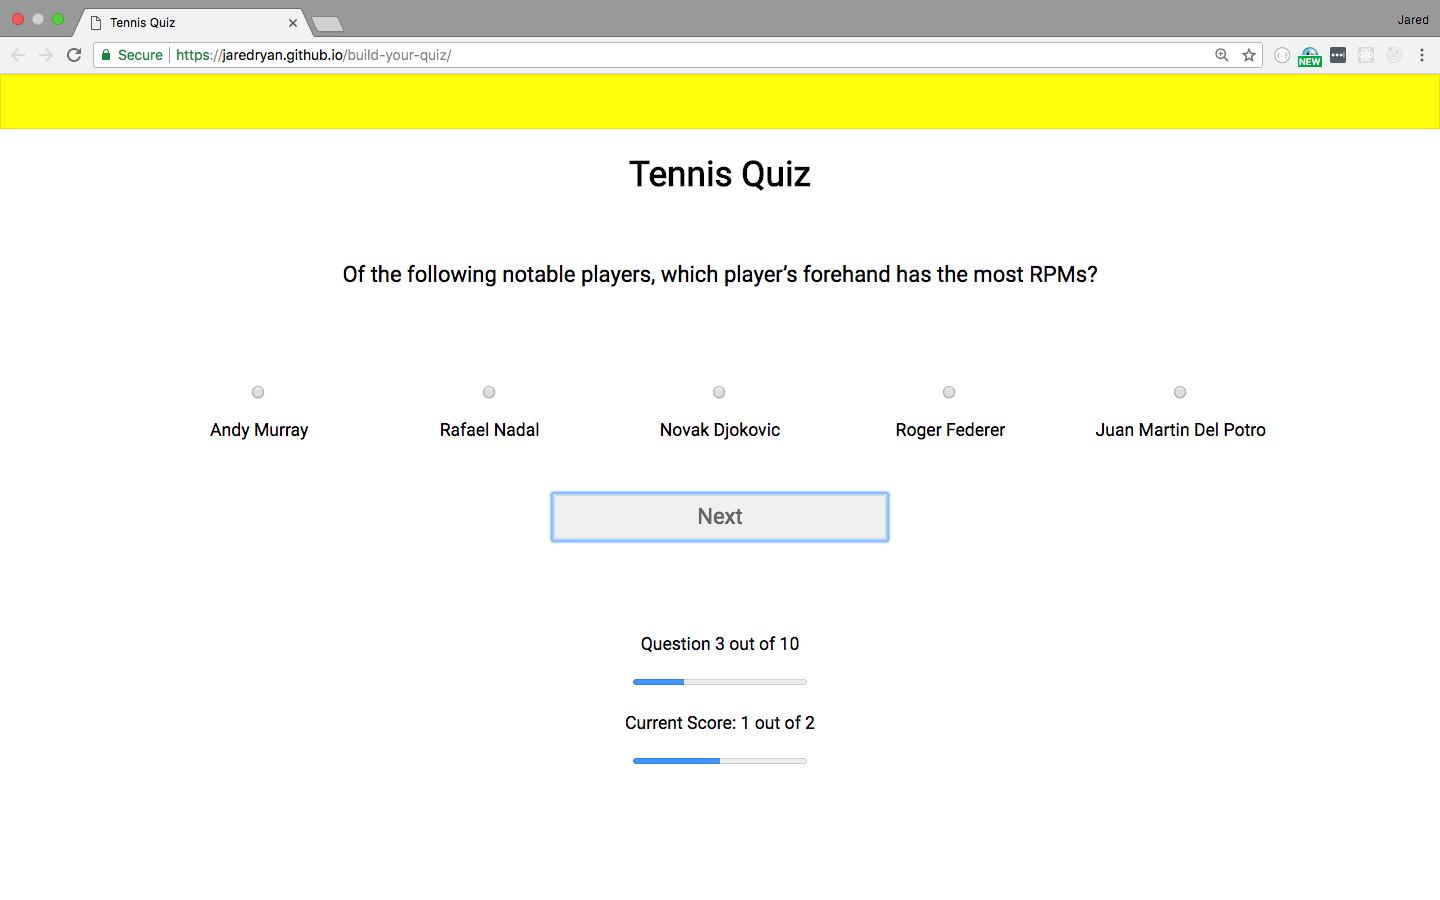 Tennis Quiz
Jared
Secure https://jaredryan.github.io/build-your-quiz/
NEW
Tennis Quiz
Of the following notable players, which player’s forehand has the most RPMs?
Andy Murray Rafael Nadal Novak Djokovic Roger Federer Juan Martin Del Potro
Next
Question 3 out of 10
Current Score: 1 out of 2